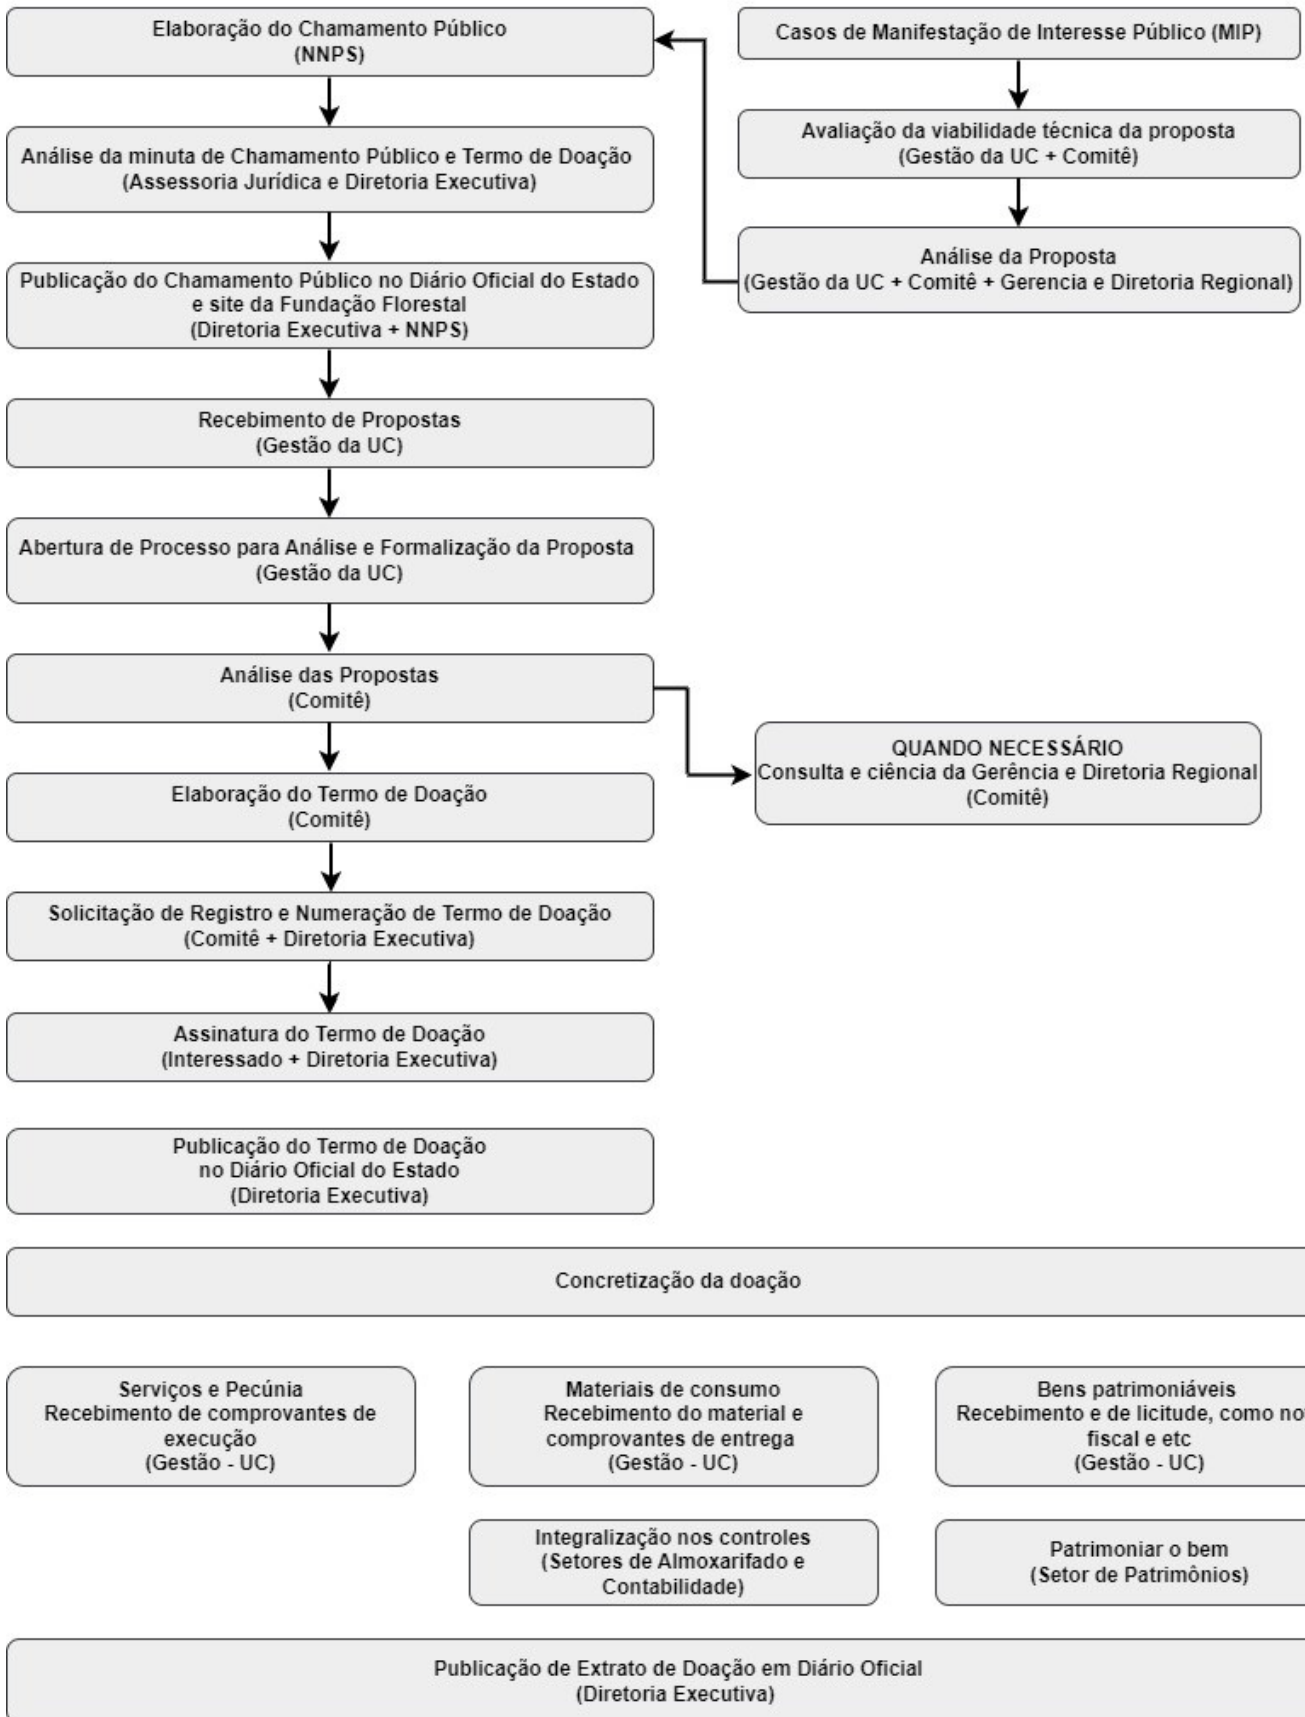 Elaboração do Chamamento Público
(NNPS)
Casos de Manifestação de Interesse Público (MIP)
Avaliação da viabilidade técnica da proposta
(Gestão da UC + Comitê)
Análise da Proposta
(Gestão da UC + Comitê + Gerencia e Diretoria Regional)
Análise da minuta de Chamamento Público e Termo de Doação
(Assessoria Jurídica e Diretoria Executiva)
Publicação do Chamamento Público no Diário Oficial do Estado
e site da Fundação Florestal
(Diretoria Executiva + NNPS)
Recebimento de Propostas
(Gestão da UC)
Abertura de Processo para Análise e Formalização da Proposta
(Gestão da UC)
Análise das Propostas
(Comitê)
QUANDO NECESSÁRIO
Consulta e ciência da Gerência e Diretoria Regional
(Comitê)
Elaboração do Termo de Doação
(Comitê)
Solicitação de Registro e Numeração de Termo de Doação
(Comitê + Diretoria Executiva)
Assinatura do Termo de Doação
(Interessado + Diretoria Executiva)
Publicação do Termo de Doação
no Diário Oficial do Estado
(Diretoria Executiva)
Concretização da doação
Serviços e Pecúnia
Recebimento de comprovantes de
execução
(Gestão - UC)
Materiais de consumo
Recebimento do material e
comprovantes de entrega
(Gestão - UC)
Bens patrimoniáveis
Recebimento e de licitude, como
fiscal e etc
(Gestão - UC)
Integralização nos controles
(Setores de Almoxarifado e
Contabilidade)
Patrimoniar o bem
(Setor de Patrimônios)
Publicação de Extrato de Doação em Diário Oficial
(Diretoria Executiva)